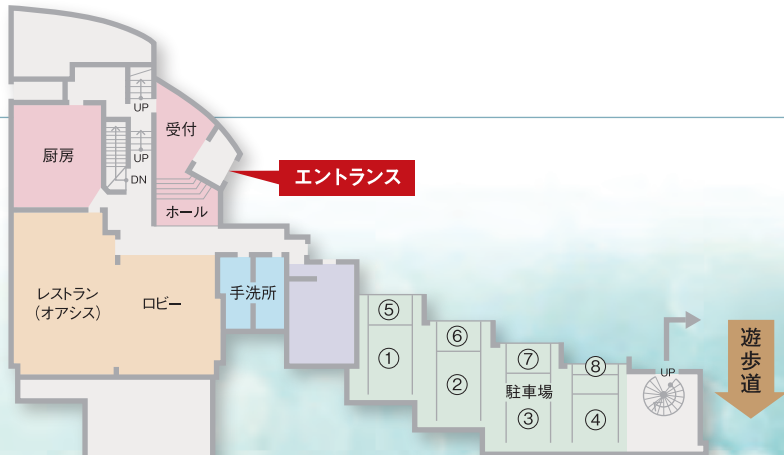 UP
受付
厨房
UP
DN
エントランス
ホール
レストラン
(オアシス)
ロビー
手洗所
⑤
①
⑥
②
⑦
駐車場
③
⑧
④
UP
遊歩道